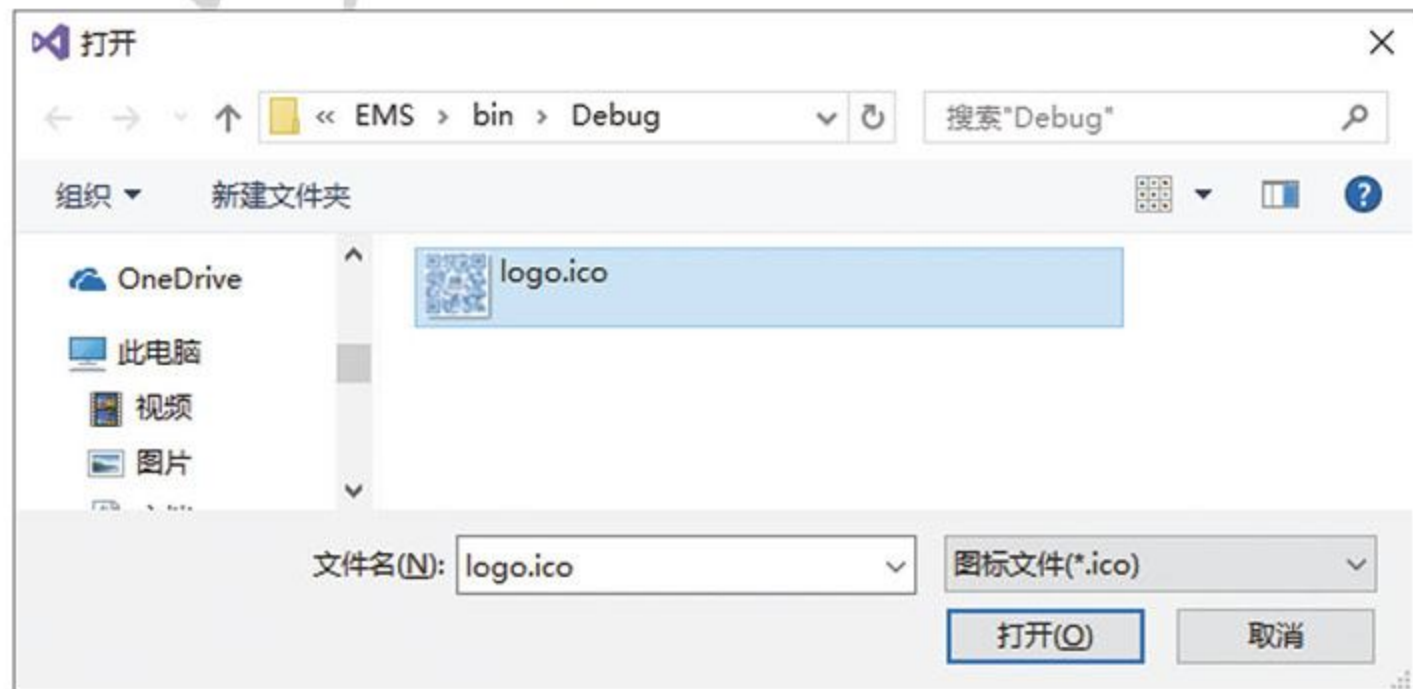 打开
« EMS > bin > Debug
搜索"Debug"
组织
新建文件夹
OneDrive
此电脑
视频
图片
logo.ico
文件名(N): logo.ico
图标文件(*.ico)
打开(O)
取消